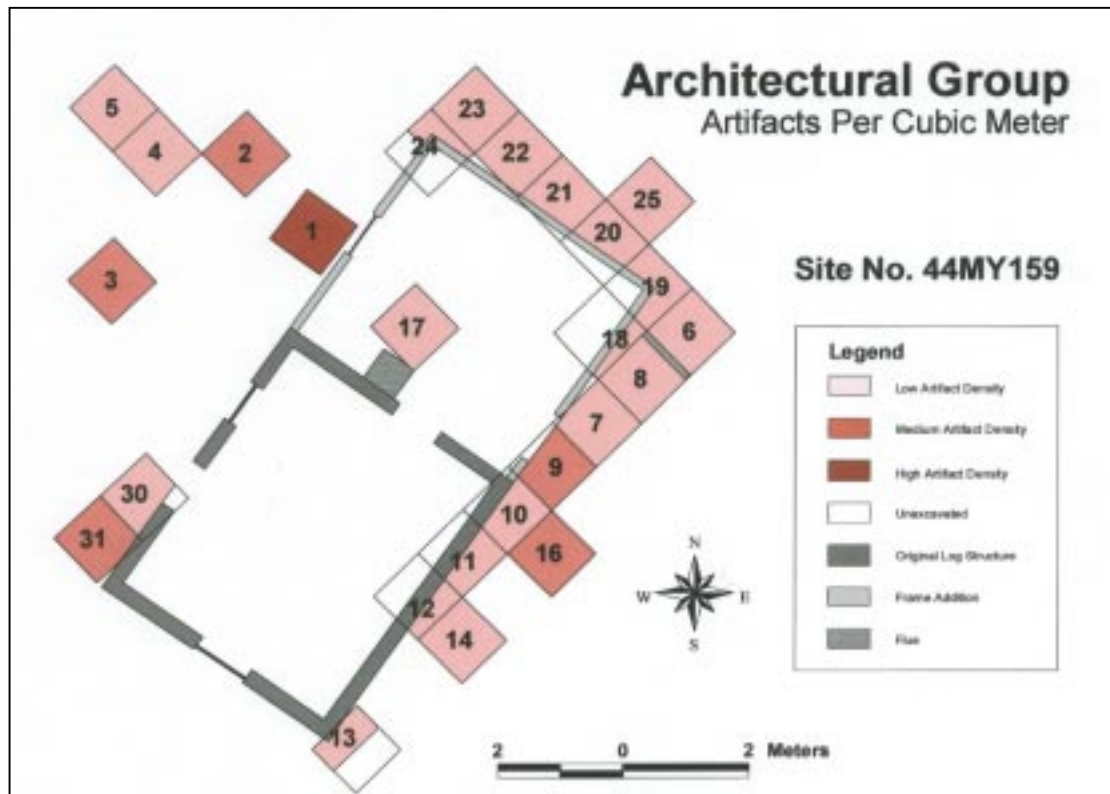 Architectural Group
Artifacts Per Cubic Meter
Site No. 44MY159
Legend
Low Artifact Density
Medium Artifact Density
High Artifact Density
Unexcavated
Original Log Structure
Frame Addition
Flue
5
4
2
1
3
23
22
24
21
25
20
19
17
18
6
8
7
9
30
10
31
16
11
12
14
13
N
W
E
S
2 0 2 Meters